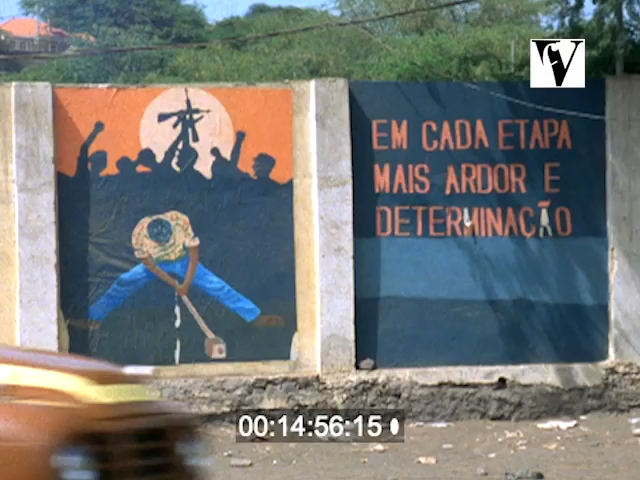 EM CADA ETAPA
MAIS ARDOR E
DETERMINAÇÃO
00:14:56:15